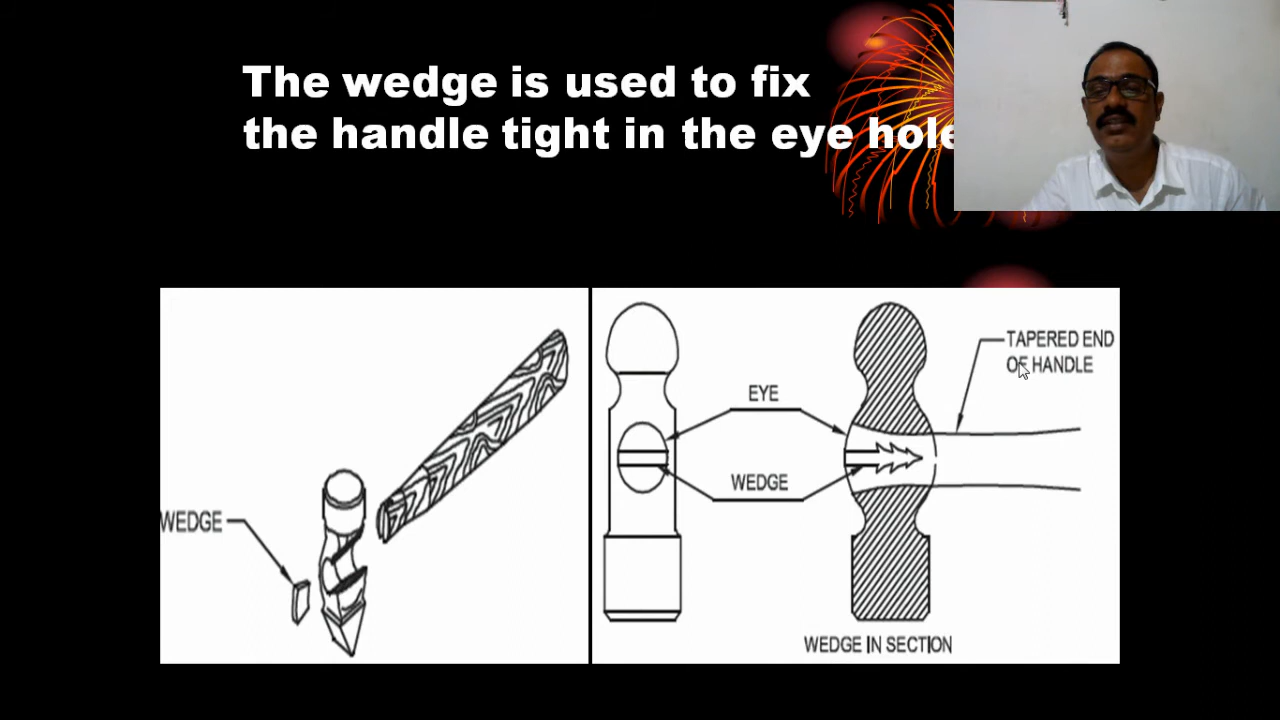 The wedge is used to fix
the handle tight in the eye hole
WEDGE
EYE
WEDGE
TAPERED END
OF HANDLE
WEDGE IN SECTION